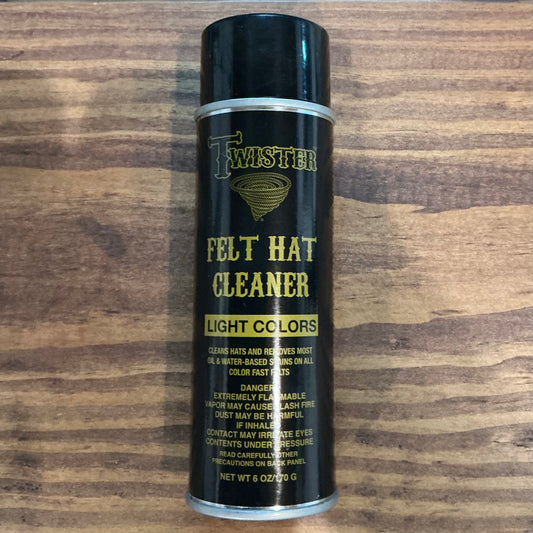 TWISTER
FELT HAT
CLEANER
LIGHT COLORS
CLEANS HATS AND REMOVES MOST
OIL & WATER-BASED STAINS ON ALL
COLOR FAST FELTS
DANGER
EXTREMELY FLAMMABLE
VAPOR MAY CAUSE FLASH FIRE
DUST MAY BE HARMFUL
IF INHALED
CONTACT MAY IRRITATE EYES
CONTENTS UNDER PRESSURE
READ CAREFULLY OTHER
PRECAUTIONS ON BACK PANEL
NET WT 6 OZ/170 G